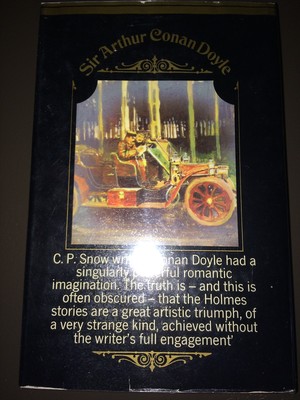 Sir Arthur Conan Doyle
C. P. Snow Conan Doyle had a
singularly powerful romantic
imagination. The truth is – and this is
often obscured – that the Holmes
stories are a great artistic triumph, of
a very strange kind, achieved without
the writer's full engagement'